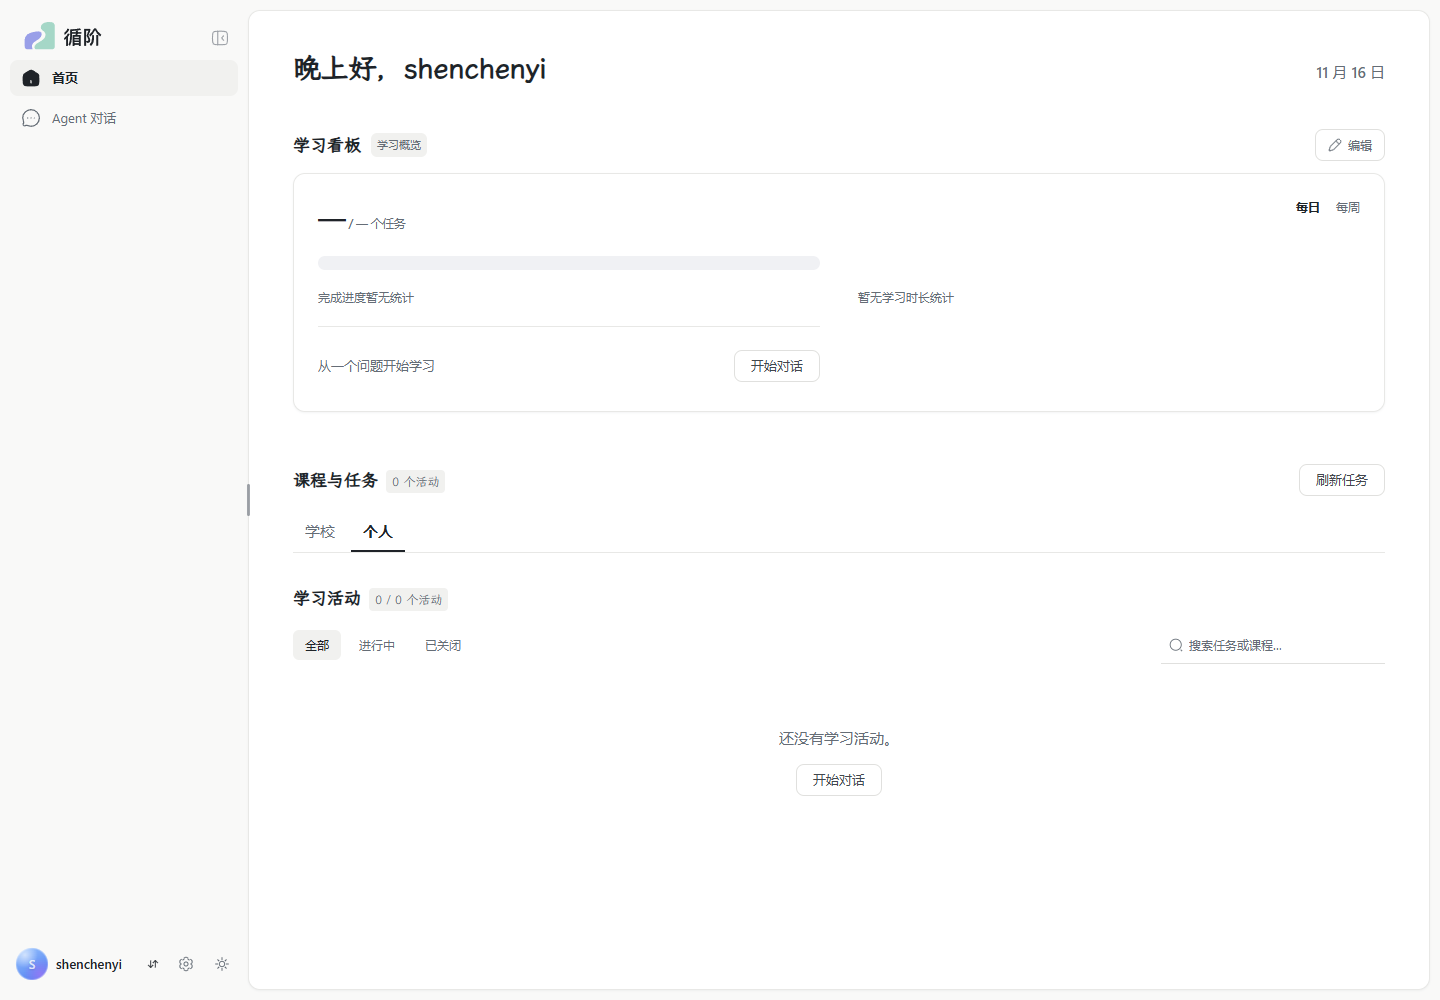 循阶
首页
Agent 对话
晚上好，shenchenyi
11 月 16 日
学习看板 学习概览
编辑
— / — 个任务
每日 每周
完成进度暂无统计
暂无学习时长统计
从一个问题开始学习
开始对话
课程与任务 0 个活动
刷新任务
学校 个人
学习活动 0 / 0 个活动
全部 进行中 已关闭
搜索任务或课程...
还没有学习活动。
开始对话
S shenchenyi